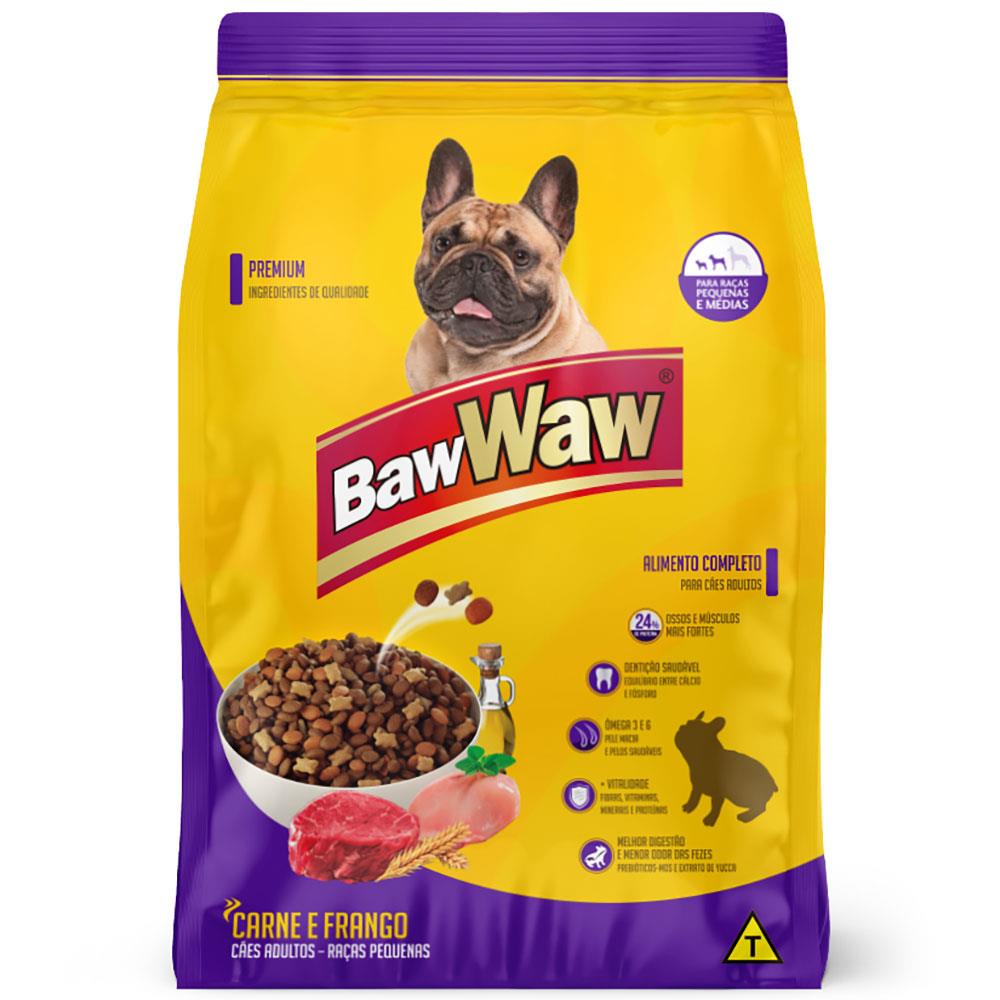 PREMIUM
INGREDIENTES DE QUALIDADE
PARA RAÇAS
PEQUENAS
E MÉDIAS
BawWaw®
ALIMENTO COMPLETO
PARA CÃES ADULTOS
24%
DE PROTEÍNA
OSSOS E MÚSCULOS
MAIS FORTES
DENTIÇÃO SAUDÁVEL
EQUILÍBRIO ENTRE CÁLCIO
E FÓSFORO
ÔMEGA 3 E 6
PELE MACIA
E PELOS SAUDÁVEIS
+ VITALIDADE
FIBRAS, VITAMINAS,
MINERAIS E PROTEÍNAS
MELHOR DIGESTÃO
E MENOR ODOR DAS FEZES
PREBIÓTICOS-MOS E EXTRATO DE YUCCA
CARNE E FRANGO
CÃES ADULTOS - RAÇAS PEQUENAS
T